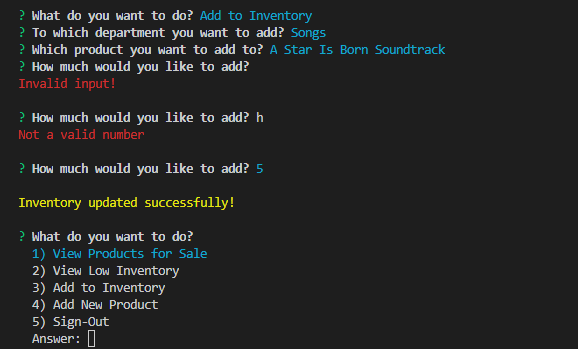 ? What do you want to do? Add to Inventory
? To which department you want to add? Songs
? Which product you want to add to? A Star Is Born Soundtrack
? How much would you like to add?
Invalid input!
? How much would you like to add? h
Not a valid number
? How much would you like to add? 5
Inventory updated successfully!
? What do you want to do?
1) View Products for Sale
2) View Low Inventory
3) Add to Inventory
4) Add New Product
5) Sign-Out
Answer: